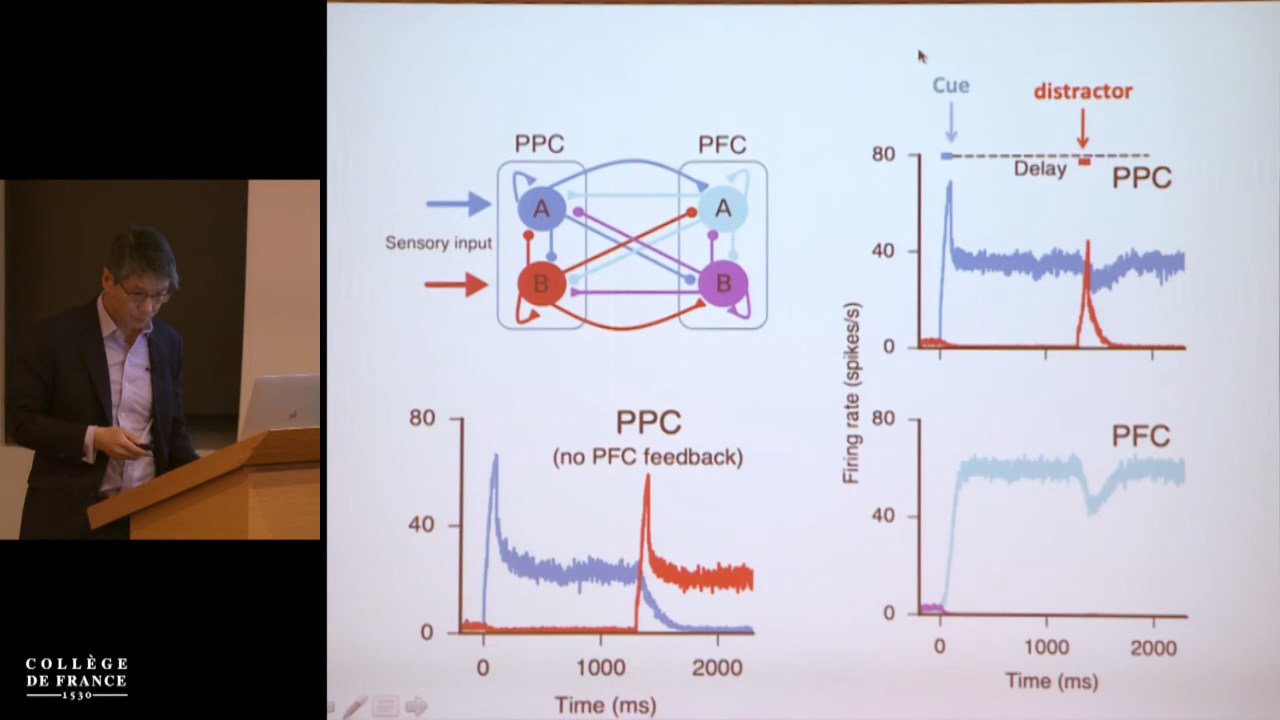 PPC
PFC
A
A
Sensory input
B
B
Cue
distractor
80
Delay
PPC
40
0
Firing rate (spikes/s)
80
PFC
40
0
0
1000
2000
Time (ms)
80
PPC
(no PFC feedback)
40
0
0
1000
2000
Time (ms)
COLLÈGE
DE FRANCE
1530